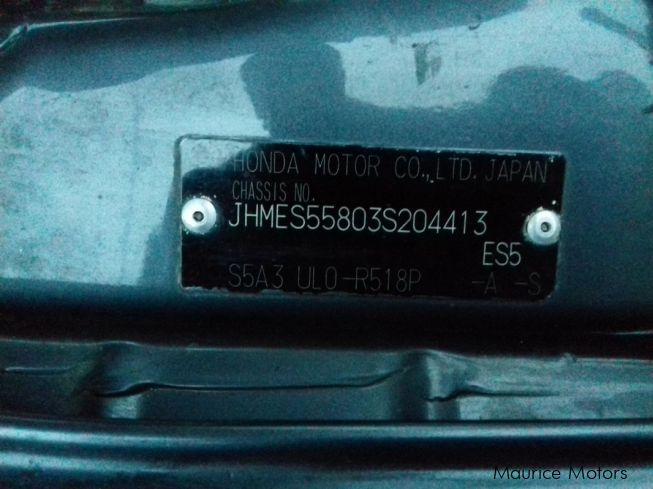 HONDA MOTOR CO.,LTD. JAPAN
CHASSIS NO.
JHMES55803S204413
ES5
S5A3 ULO-R518P -A -S
Maurice Motors